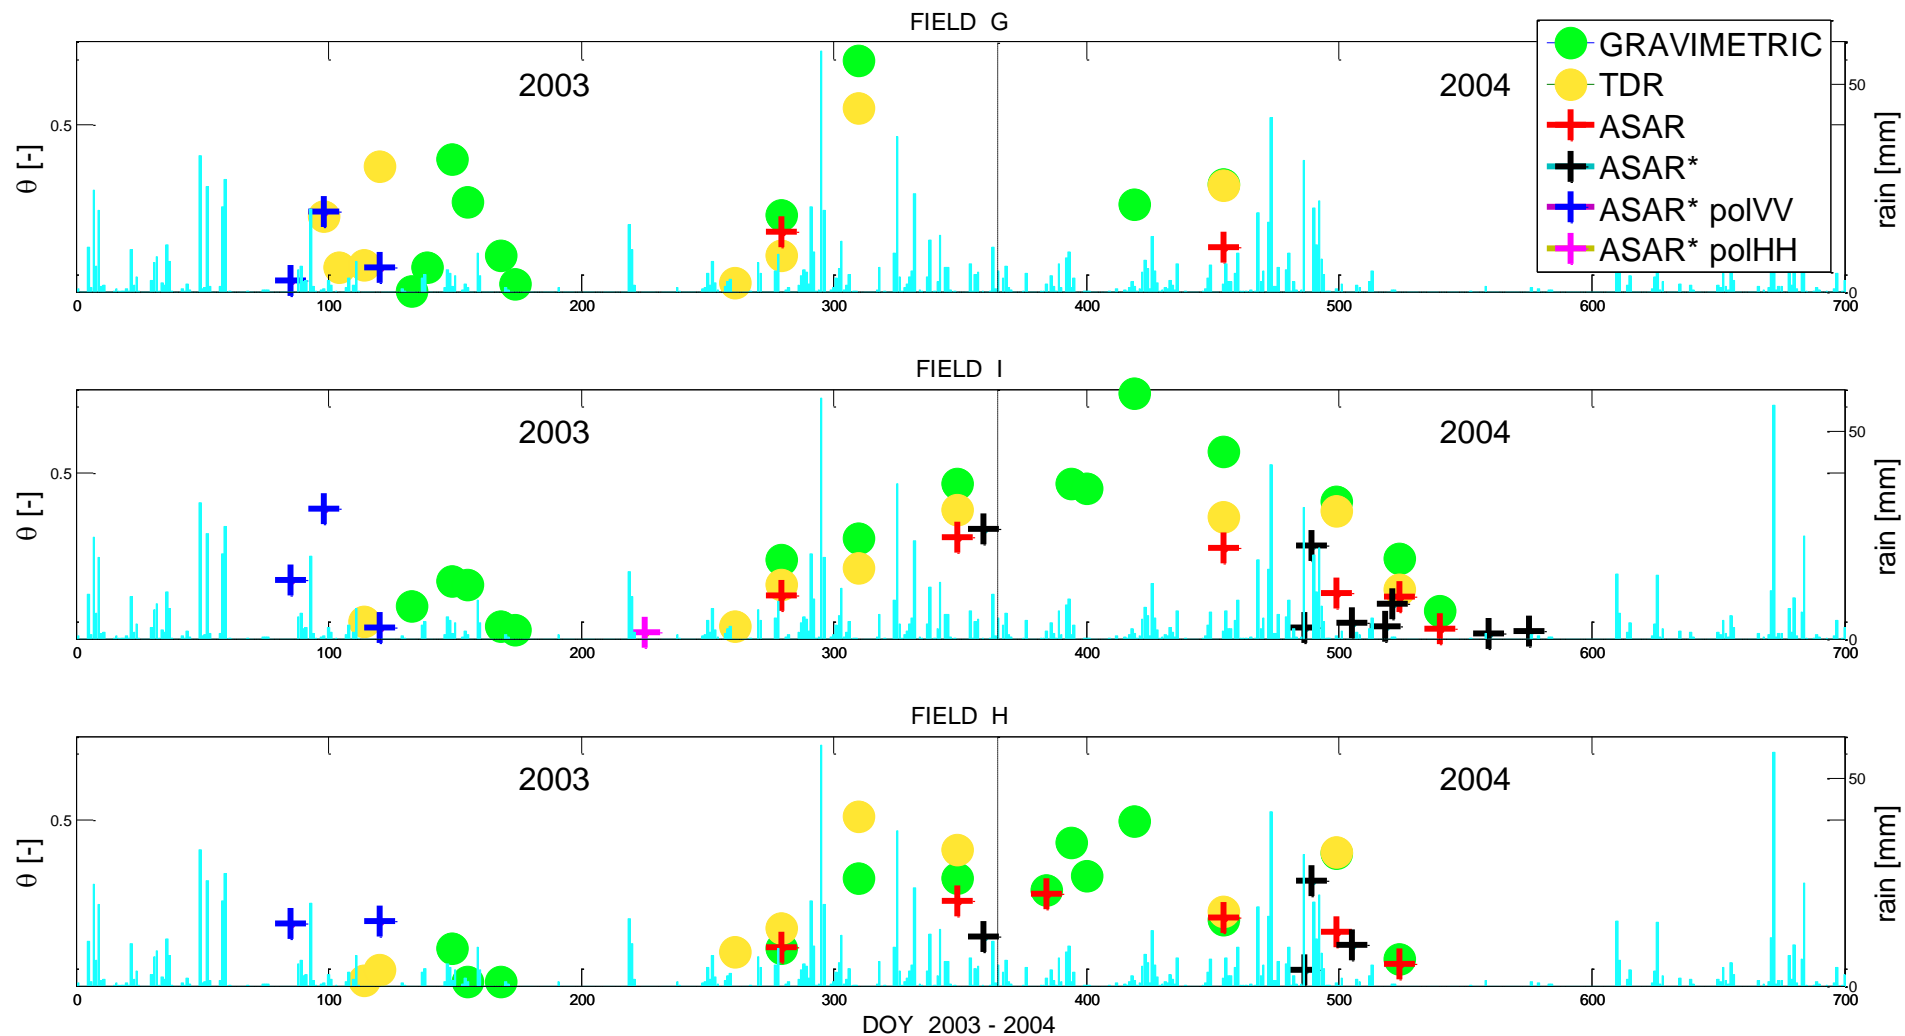 FIELD G
2003
2004
θ [-]
0.5
rain [mm]
50
0
0 100 200 300 400 500 600 700
GRAVIMETRIC
TDR
ASAR
ASAR*
ASAR* polVV
ASAR* polHH
FIELD I
2003
2004
θ [-]
0.5
rain [mm]
50
0
0 100 200 300 400 500 600 700
FIELD H
2003
2004
θ [-]
0.5
rain [mm]
50
0
0 100 200 300 400 500 600 700
DOY 2003 - 2004